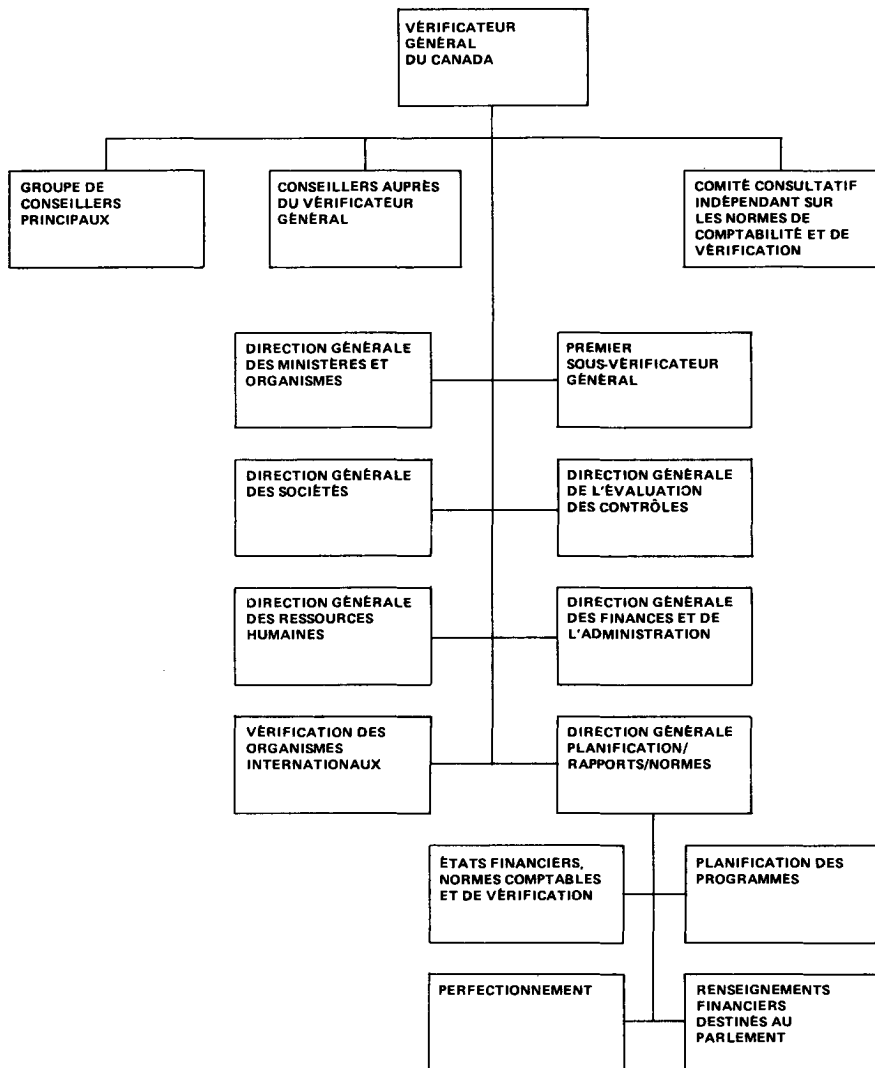 VÉRIFICATEUR
GÉNÉRAL
DU CANADA
GROUPE DE
CONSEILLERS
PRINCIPAUX
CONSEILLERS AUPRÈS
DU VÉRIFICATEUR
GÉNÉRAL
COMITÉ CONSULTATIF
INDÉPENDANT SUR
LES NORMES DE
COMPTABILITÉ ET DE
VÉRIFICATION
DIRECTION GÉNÉRALE
DES MINISTÈRES ET
ORGANISMES
PREMIER
SOUS-VÉRIFICATEUR
GÉNÉRAL
DIRECTION GÉNÉRALE
DES SOCIÉTÉS
DIRECTION GÉNÉRALE
DE L'ÉVALUATION
DES CONTRÔLES
DIRECTION GÉNÉRALE
DES RESSOURCES
HUMAINES
DIRECTION GÉNÉRALE
DES FINANCES ET DE
L'ADMINISTRATION
VÉRIFICATION DES
ORGANISMES
INTERNATIONAUX
DIRECTION GÉNÉRALE
PLANIFICATION/
RAPPORTS/NORMES
ÉTATS FINANCIERS,
NORMES COMPTABLES
ET DE VÉRIFICATION
PLANIFICATION DES
PROGRAMMES
PERFECTIONNEMENT
RENSEIGNEMENTS
FINANCIERS
DESTINÉS AU
PARLEMENT